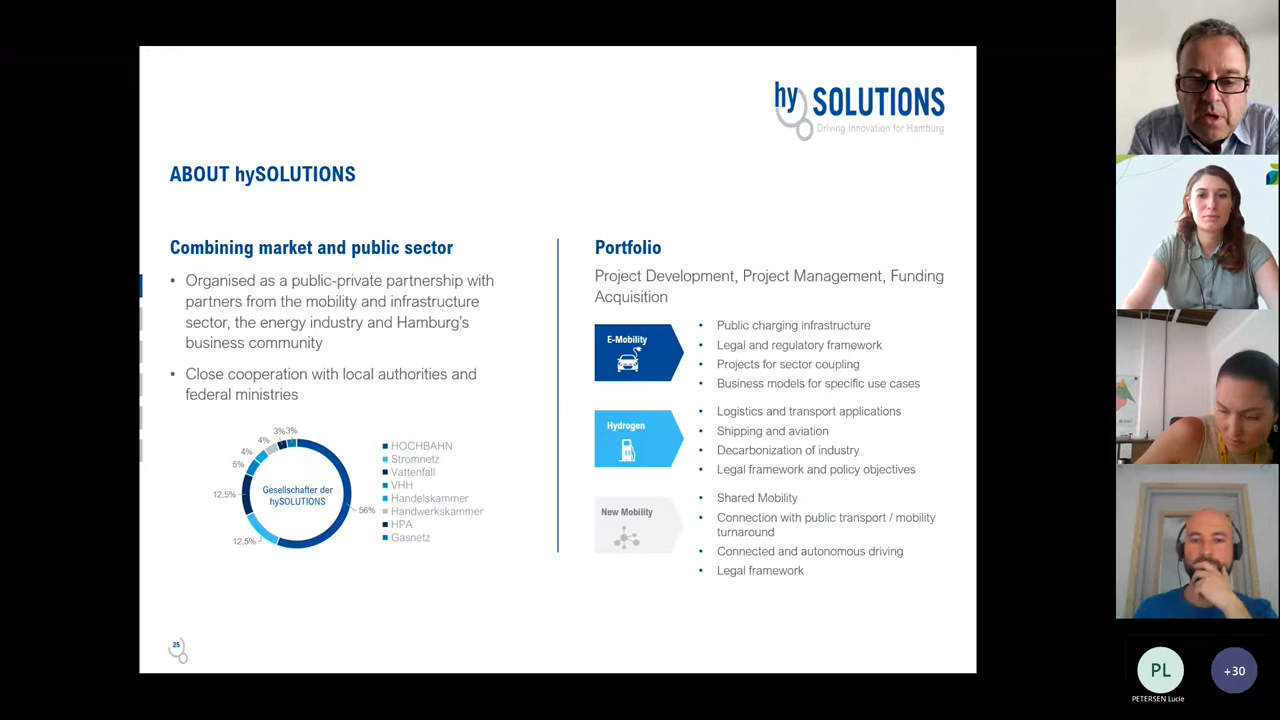 hy SOLUTIONS
Driving Innovation for Hamburg
ABOUT hySOLUTIONS
Combining market and public sector
• Organised as a public-private partnership with
partners from the mobility and infrastructure
sector, the energy industry and Hamburg's
business community
• Close cooperation with local authorities and
federal ministries
3% 3%
4%
4%
5%
12.5%
12.5%
56%
Gesellschafter der
hySOLUTIONS
HOCHBAHN
Stromnetz
Vattenfall
VHH
Handelskammer
Handwerkskammer
HPA
Gasnetz
Portfolio
Project Development, Project Management, Funding
Acquisition
E-Mobility
• Public charging infrastructure
• Legal and regulatory framework
• Projects for sector coupling
• Business models for specific use cases
Hydrogen
• Logistics and transport applications
• Shipping and aviation
• Decarbonization of industry
• Legal framework and policy objectives
New Mobility
• Shared Mobility
• Connection with public transport / mobility
turnaround
• Connected and autonomous driving
• Legal framework
25
PL
PETERSEN Lucie
+30